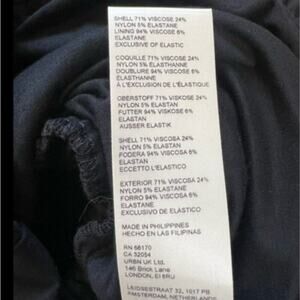 SHELL 71% VISCOSE 24%
NYLON 5% ELASTANE
LINING 94% VISCOSE 6%
ELASTANE
EXCLUSIVE OF ELASTIC
COQUILLE 71% VISCOSE 24%
NYLON 5% ELASTHANNE
DOUBLURE 94% VISCOSE 6%
ELASTHANNE
À L'EXCLUSION DE L'ÉLASTIQUE
OBERSTOFF 71% VISKOSE 24%
NYLON 5% ELASTAN
FUTTER 94% VISKOSE 6%
ELASTAN
AUSSER ELASTIK
SHELL 71% VISCOSA 24%
NYLON 5% ELASTAN
FODERA 94% VISCOSA 6%
ELASTAN
ECCETTO L'ELASTICO
EXTERIOR 71% VISCOSA 24%
NYLON 5% ELASTANE
FORRO 94% VISCOSA 6%
ELASTANE
EXCLUSIVO DE ELÁSTICO
MADE IN PHILIPPINES
HECHO EN LAS FILIPINAS
RN 66170
CA 32054
URBN UK Ltd.
146 Brick Lane
LONDON, E1 6RU
LEIDSESTRAAT 32, 1017 PB
AMSTERDAM, NETHERLANDS